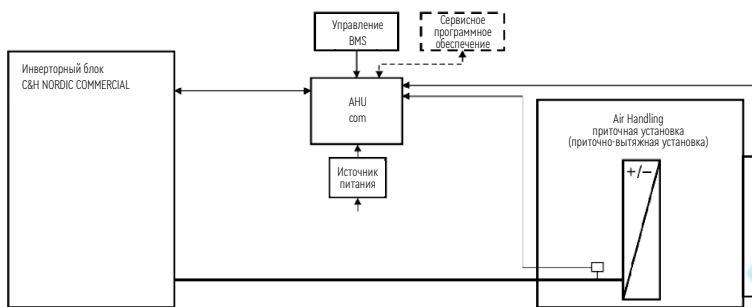 Инверторный блок
C&H NORDIC COMMERCIAL
Управление
BMS
Сервисное
программное
обеспечение
AHU
com
Источник
питания
Air Handling
приточная установка
(приточно-вытяжная установка)
+/−